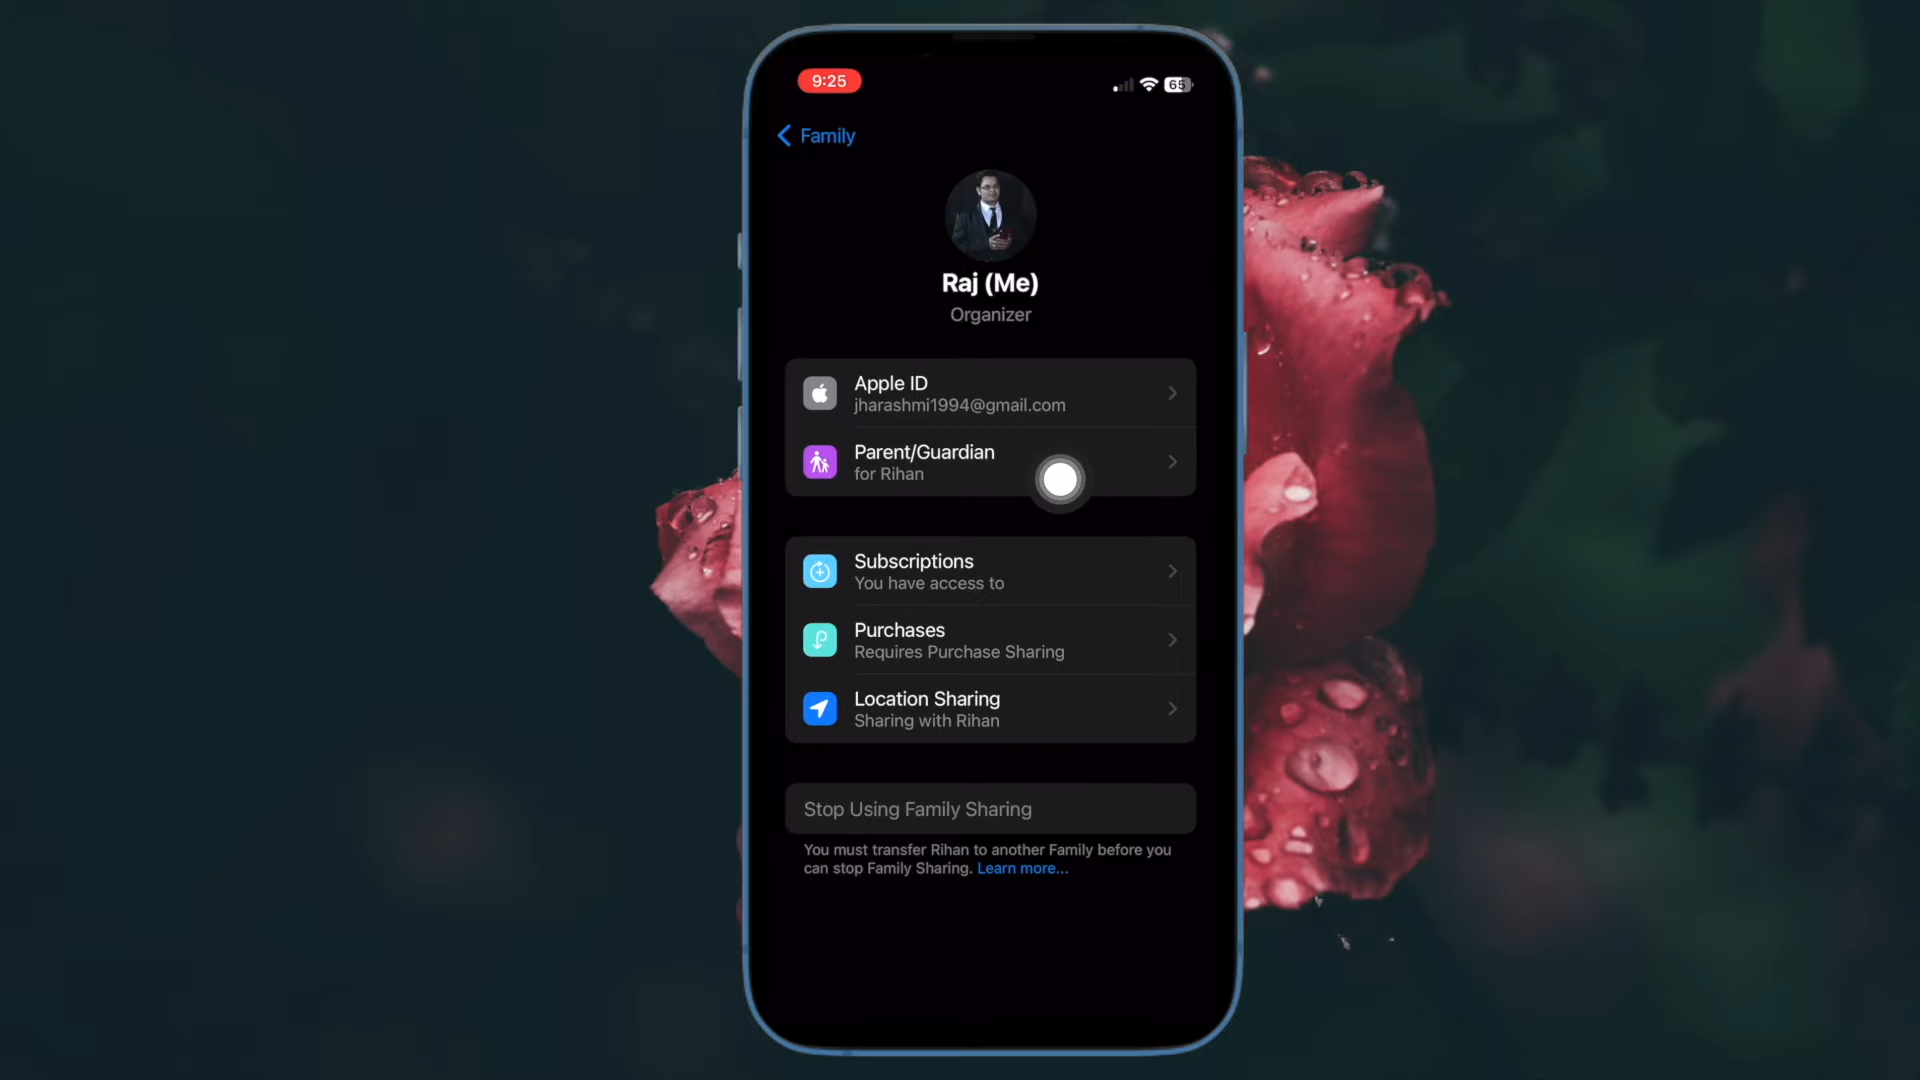 9:25
65
Family
Raj (Me)
Organizer
Apple ID
jharashmi1994@gmail.com
Parent/Guardian
for Rihan
Subscriptions
You have access to
Purchases
Requires Purchase Sharing
Location Sharing
Sharing with Rihan
Stop Using Family Sharing
You must transfer Rihan to another Family before you
can stop Family Sharing. Learn more...